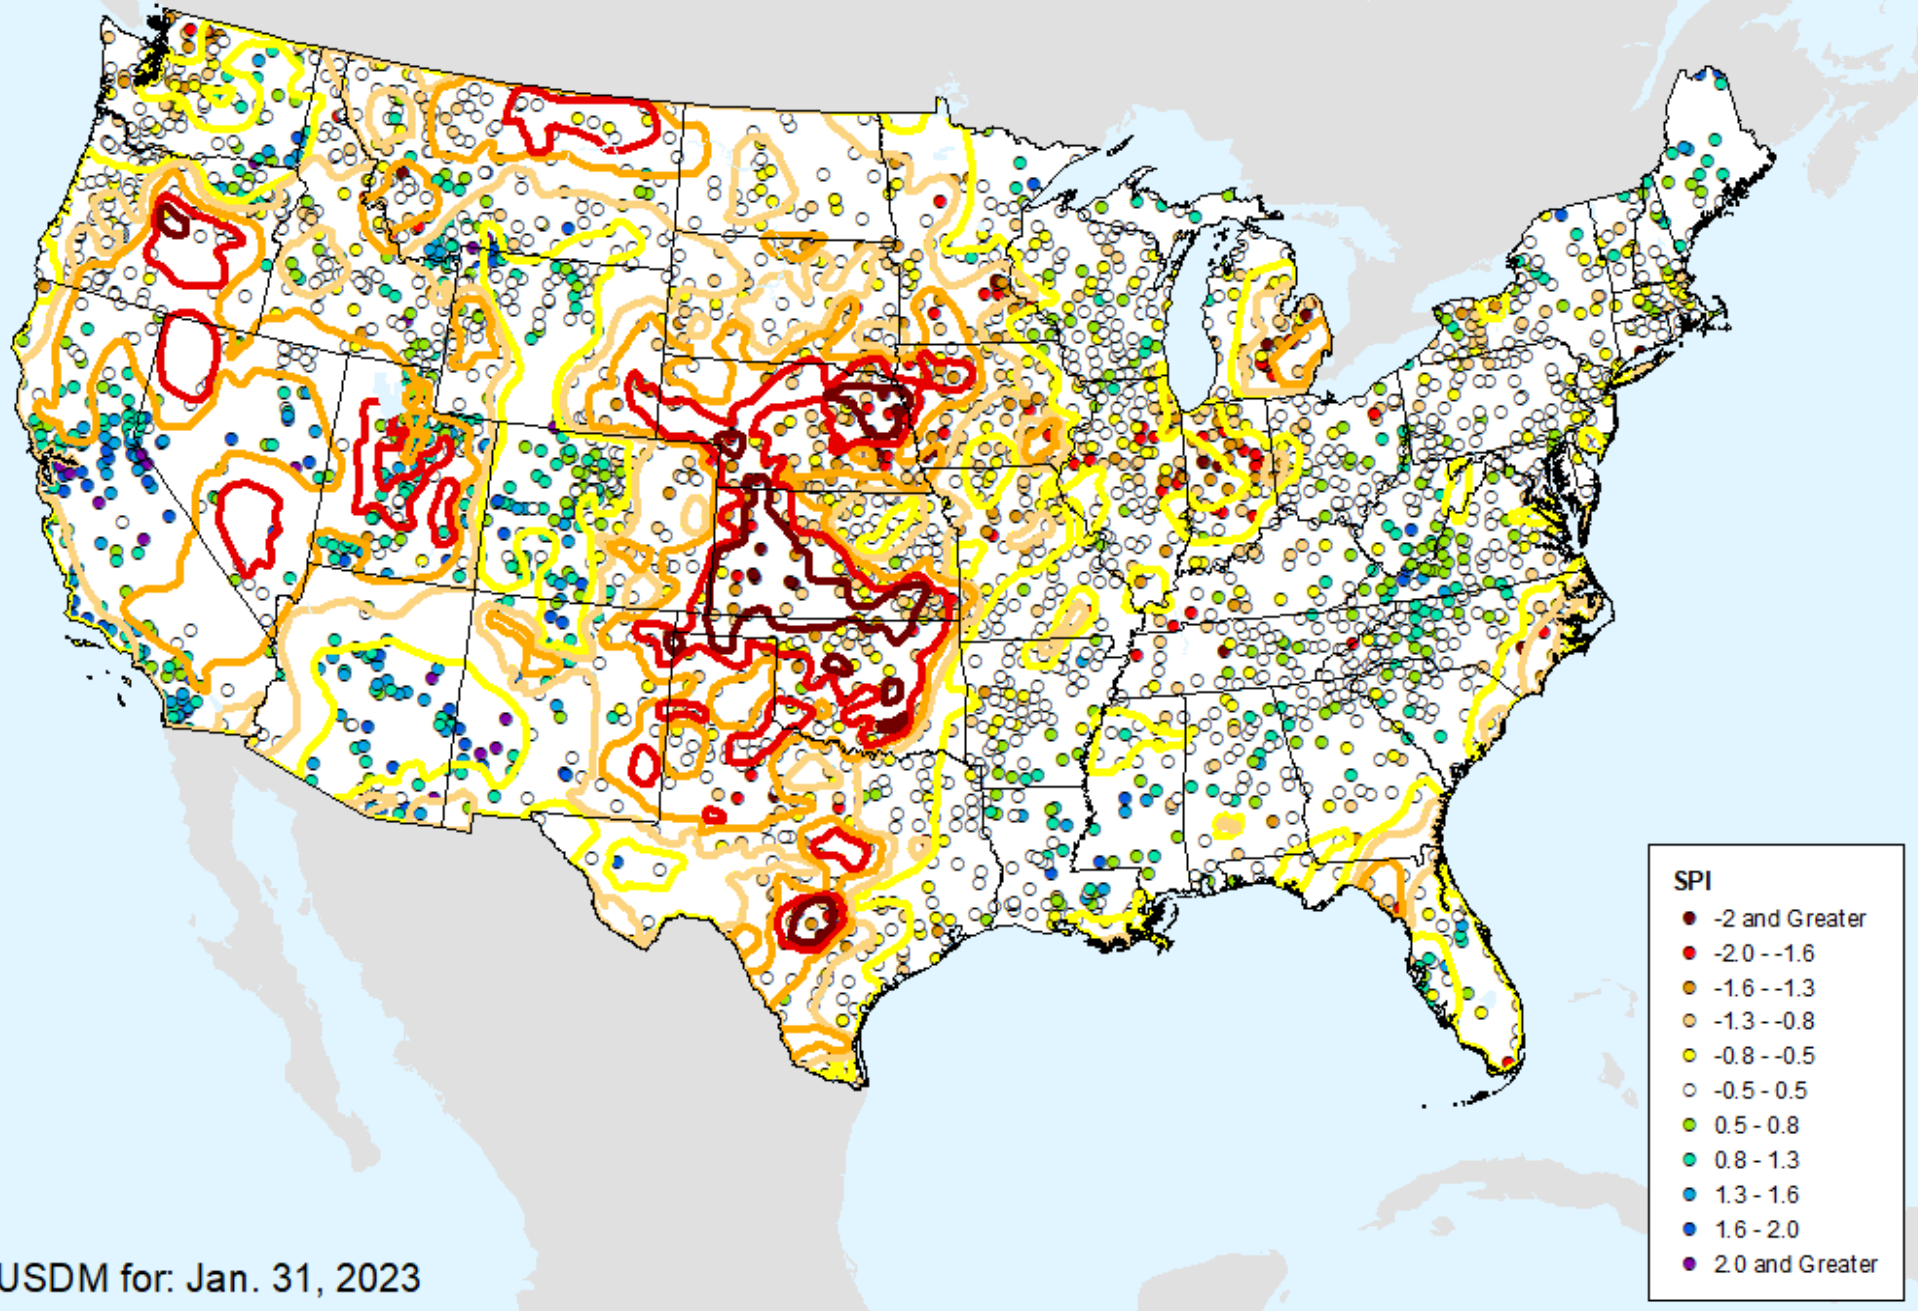 SPI
-2 and Greater
-2.0 - -1.6
-1.6 - -1.3
-1.3 - -0.8
-0.8 - -0.5
-0.5 - 0.5
0.5 - 0.8
0.8 - 1.3
1.3 - 1.6
1.6 - 2.0
2.0 and Greater
USDM for: Jan. 31, 2023